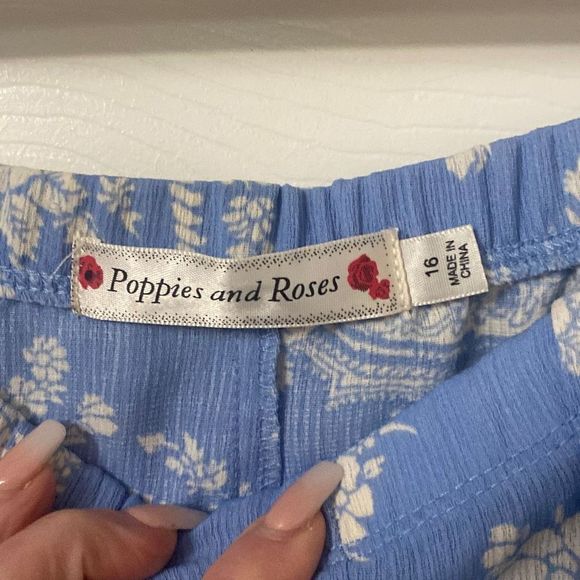 Poppies and Roses
16
MADE IN
CHINA